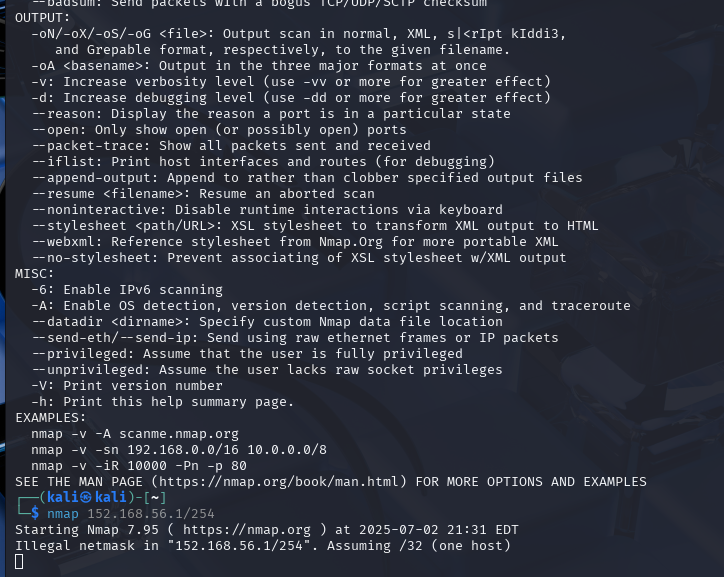 --badsum: Send packets with a bogus TCP/UDP/SCTP checksum
OUTPUT:
  -oN/-oX/-oS/-oG <file>: Output scan in normal, XML, s|<rIpt kIddi3,
     and Grepable format, respectively, to the given filename.
  -oA <basename>: Output in the three major formats at once
  -v: Increase verbosity level (use -vv or more for greater effect)
  -d: Increase debugging level (use -dd or more for greater effect)
  --reason: Display the reason a port is in a particular state
  --open: Only show open (or possibly open) ports
  --packet-trace: Show all packets sent and received
  --iflist: Print host interfaces and routes (for debugging)
  --append-output: Append to rather than clobber specified output files
  --resume <filename>: Resume an aborted scan
  --noninteractive: Disable runtime interactions via keyboard
  --stylesheet <path/URL>: XSL stylesheet to transform XML output to HTML
  --webxml: Reference stylesheet from Nmap.Org for more portable XML
  --no-stylesheet: Prevent associating of XSL stylesheet w/XML output
MISC:
  -6: Enable IPv6 scanning
  -A: Enable OS detection, version detection, script scanning, and traceroute
  --datadir <dirname>: Specify custom Nmap data file location
  --send-eth/--send-ip: Send using raw ethernet frames or IP packets
  --privileged: Assume that the user is fully privileged
  --unprivileged: Assume the user lacks raw socket privileges
  -V: Print version number
  -h: Print this help summary page.
EXAMPLES:
  nmap -v -A scanme.nmap.org
  nmap -v -sn 192.168.0.0/16 10.0.0.0/8
  nmap -v -iR 10000 -Pn -p 80
SEE THE MAN PAGE (https://nmap.org/book/man.html) FOR MORE OPTIONS AND EXAMPLES
┌──(kali㉿kali)-[~]
└─$ nmap 152.168.56.1/254
Starting Nmap 7.95 ( https://nmap.org ) at 2025-07-02 21:31 EDT
Illegal netmask in "152.168.56.1/254". Assuming /32 (one host)